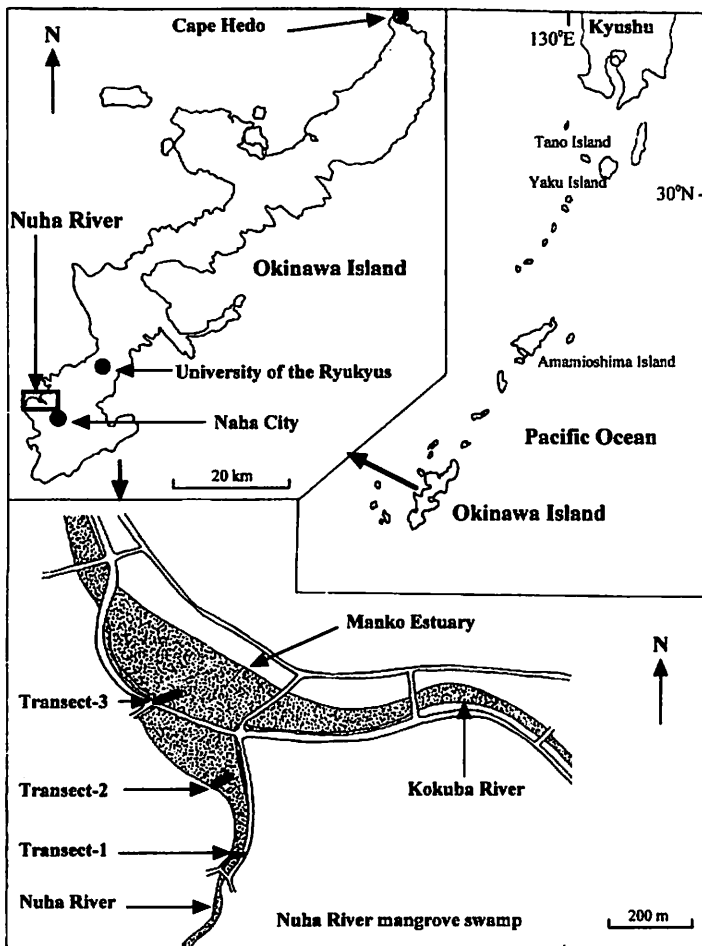 Cape Hedo
N
Nuha River
Okinawa Island
University of the Ryukyus
Naha City
20 km
130°E
Kyushu
Tano Island
Yaku Island
30°N
Amamioshima Island
Pacific Ocean
Okinawa Island
Manko Estuary
N
Transect-3
Transect-2
Kokuba River
Transect-1
Nuha River
Nuha River mangrove swamp
200 m